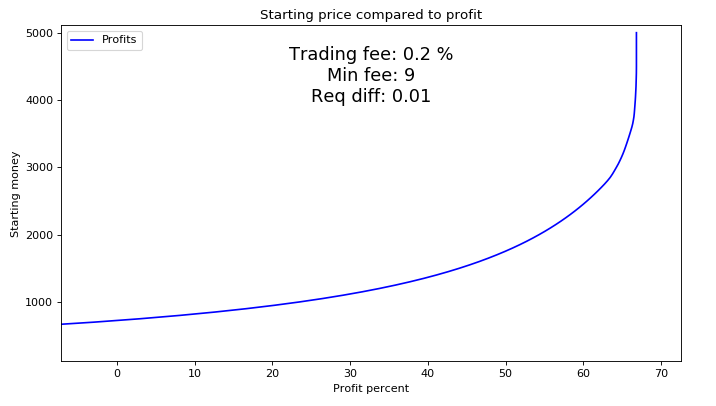 Starting price compared to profit
Profits
Trading fee: 0.2 %
Min fee: 9
Req diff: 0.01
Starting money
5000
4000
3000
2000
1000
0 10 20 30 40 50 60 70
Profit percent